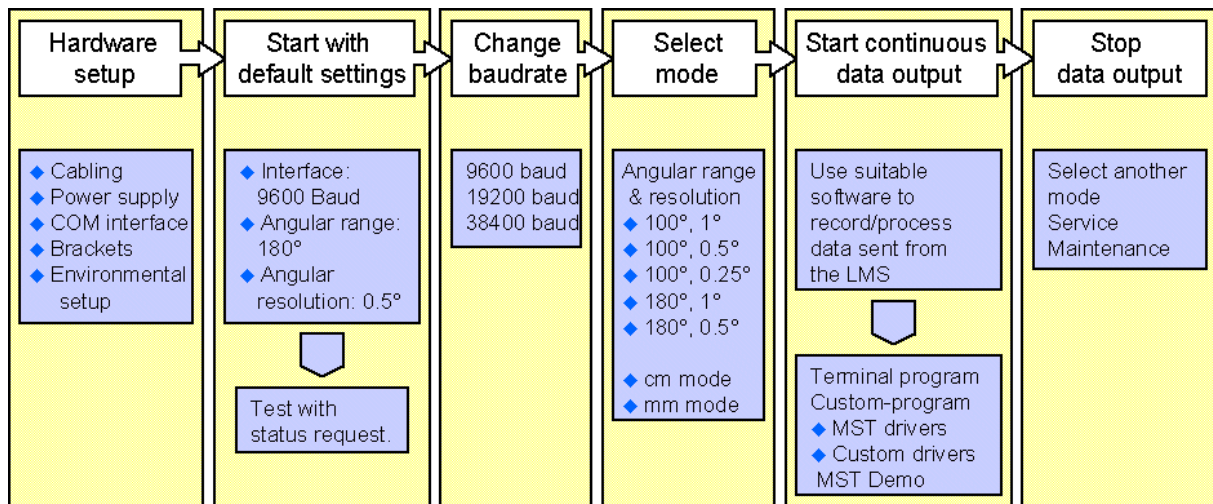 Hardware
setup
Start with
default settings
Change
baudrate
Select
mode
Start continuous
data output
Stop
data output
◆ Cabling
◆ Power supply
◆ COM interface
◆ Brackets
◆ Environmental
setup
◆ Interface:
9600 Baud
◆ Angular range:
180°
◆ Angular
resolution: 0.5°
Test with
status request.
9600 baud
19200 baud
38400 baud
Angular range
& resolution
◆ 100°, 1°
◆ 100°, 0.5°
◆ 100°, 0.25°
◆ 180°, 1°
◆ 180°, 0.5°
◆ cm mode
◆ mm mode
Use suitable
software to
record/process
data sent from
the LMS
Terminal program
Custom-program
◆ MST drivers
◆ Custom drivers
MST Demo
Select another
mode
Service
Maintenance